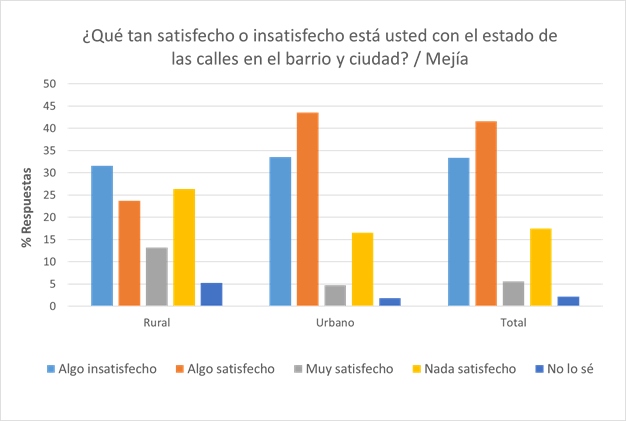 ¿Qué tan satisfecho o insatisfecho está usted con el estado de
las calles en el barrio y ciudad? / Mejía
% Respuestas
50
45
40
35
30
25
20
15
10
5
0
Rural Urbano Total
Algo insatisfecho Algo satisfecho Muy satisfecho Nada satisfecho No lo sé